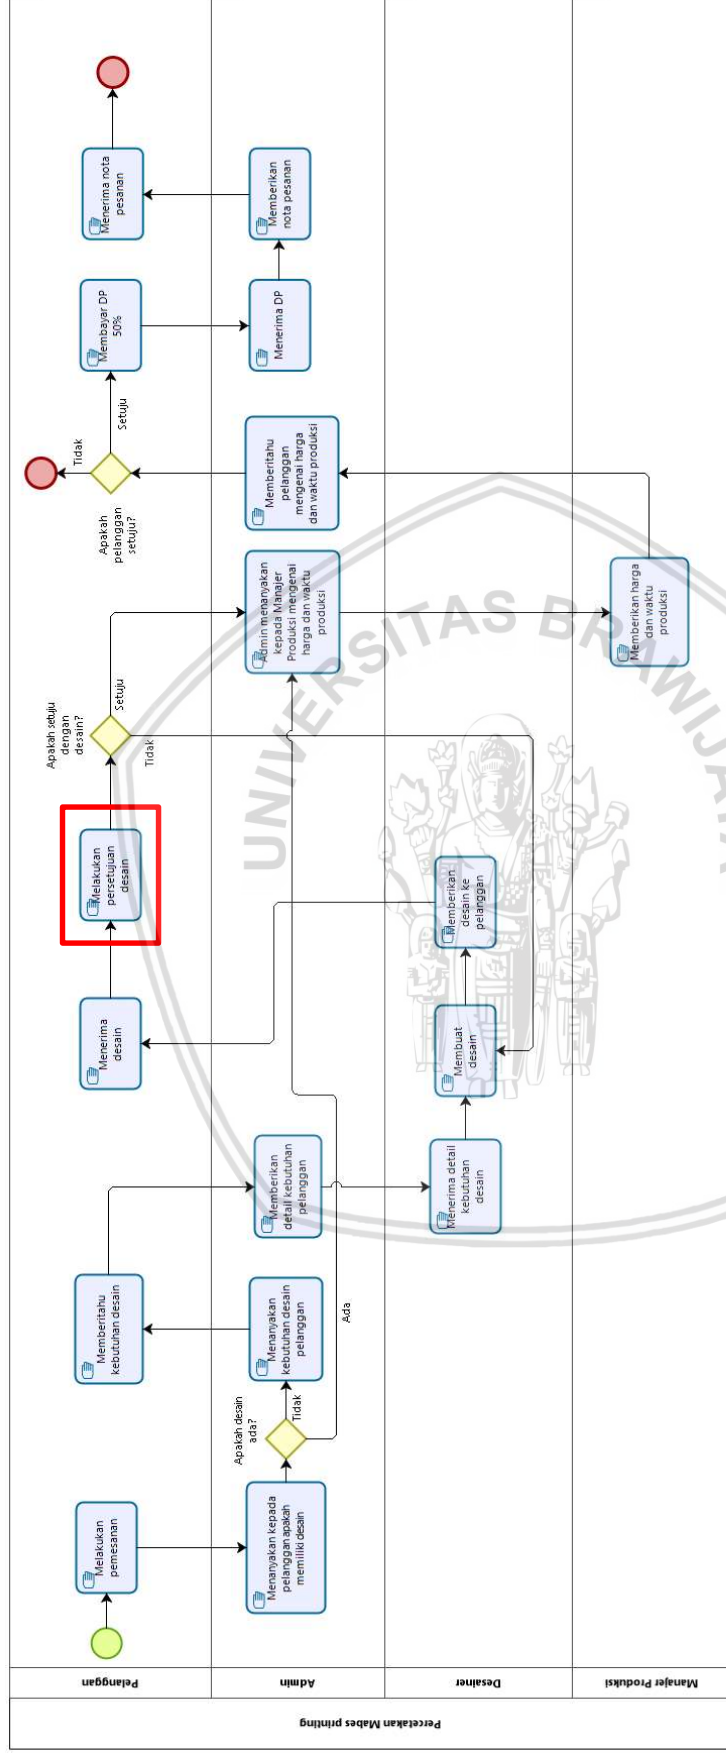 Percetakan Mabes printing
Pelanggan
Admin
Desainer
Manajer Produksi
Melakukan
pemesanan
Menanyakan kepada
pelanggan apakah
memiliki desain
Apakah desain
ada?
Tidak
Ada
Menanyakan
kebutuhan desain
pelanggan
Memberitahu
kebutuhan desain
Memberikan
detail kebutuhan
pelanggan
Menerima detail
kebutuhan
desain
Membuat
desain
Memberikan
desain ke
pelanggan
Menerima
desain
Melakukan
persetujuan
desain
Apakah setuju
dengan
desain?
Setuju
Tidak
Admin menanyakan
kepada Manajer
Produksi mengenai
harga dan waktu
produksi
Memberikan harga
dan waktu
produksi
Memberitahu
pelanggan
mengenai harga
dan waktu produksi
Apakah
pelanggan
setuju?
Tidak
Setuju
Membayar DP
50%
Menerima DP
Memberikan
nota pesanan
Menerima nota
pesanan
UNIVERSITAS BRAWIJAYA